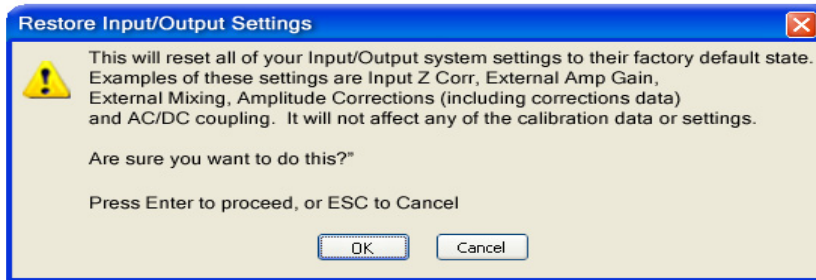 Restore Input/Output Settings
This will reset all of your Input/Output system settings to their factory default state.
Examples of these settings are Input Z Corr, External Amp Gain,
External Mixing, Amplitude Corrections (including corrections data)
and AC/DC coupling. It will not affect any of the calibration data or settings.
Are sure you want to do this?”
Press Enter to proceed, or ESC to Cancel
OK Cancel